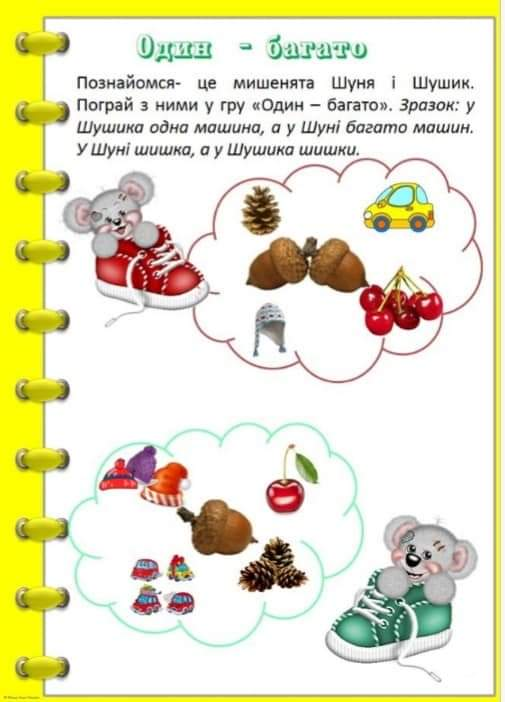 Один - багато
Познайомся- це мишенята Шуня і Шушик.
Пограй з ними у гру «Один – багато». Зразок: у
Шушика одна машина, а у Шуні багато машин.
У Шуні шишка, а у Шушика шишки.